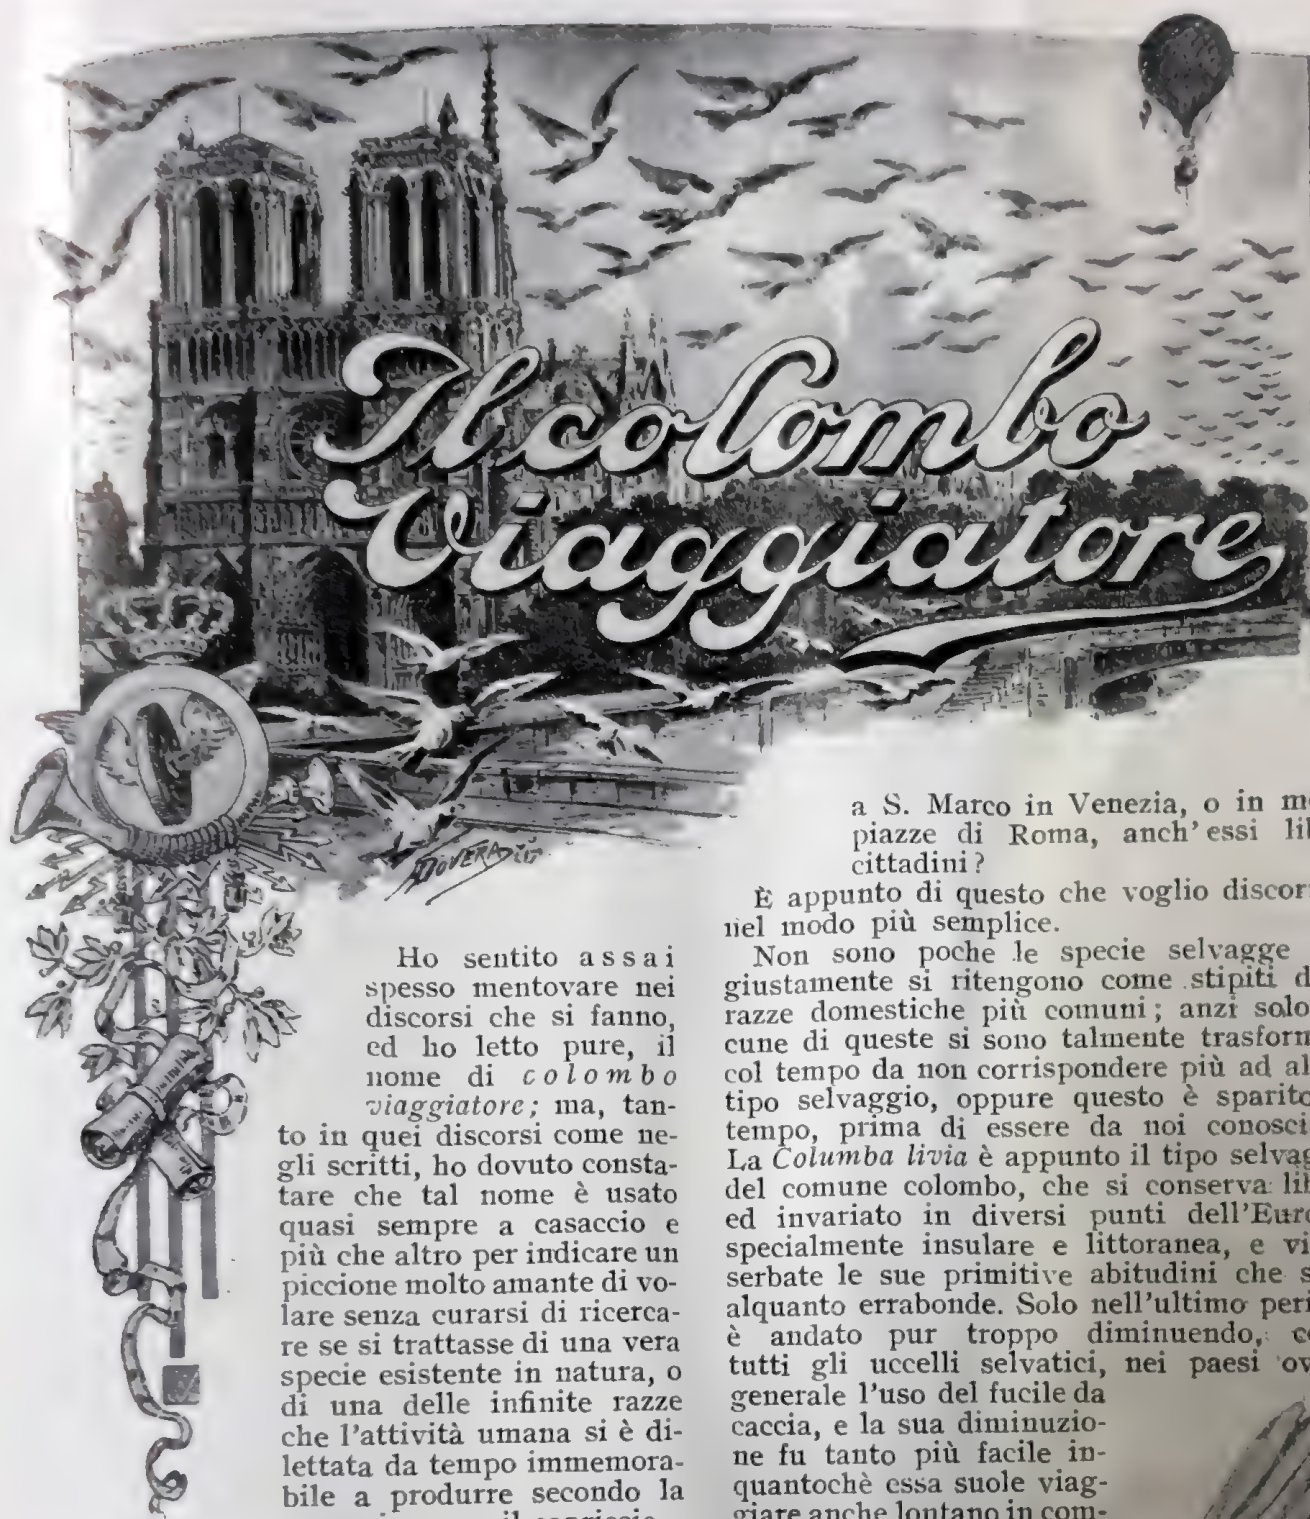 Il colombo
Viaggiatore
Ho sentito assai
spesso mentovare nei
discorsi che si fanno,
ed ho letto pure, il
nome di colombo
viaggiatore; ma, tan-
to in quei discorsi come ne-
gli scritti, ho dovuto consta-
tare che tal nome è usato
quasi sempre a casaccio e
più che altro per indicare un
piccione molto amante di vo-
lare senza curarsi di ricerca-
re se si trattasse di una vera
specie esistente in natura, o
di una delle infinite razze
che l'attività umana si è di-
lettata da tempo immemora-
bile a produrre secondo la
a S. Marco in Venezia, o in
piazze di Roma, anch'essi
cittadini?
È appunto di questo che voglio
nel modo più semplice.
Non sono poche le specie selvagge
giustamente si ritengono come stipiti
razze domestiche più comuni; anzi solo
cune di queste si sono talmente
col tempo da non corrispondere più ad
tipo selvaggio, oppure questo è
tempo, prima di essere da noi
La Columba livia è appunto il tipo
del comune colombo, che si conserva
ed invariato in diversi punti
specialmente insulare e littoranea, e
serbate le sue primitive abitudini che
alquanto errabonde. Solo nell'ultimo
è andato pur troppo diminuendo,
tutti gli uccelli selvatici, nei paesi
generale l'uso del fucile da
caccia, e la sua diminuzio-
ne fu tanto più facile in-
quantochè essa suole viag-
giare anche lontano in com-